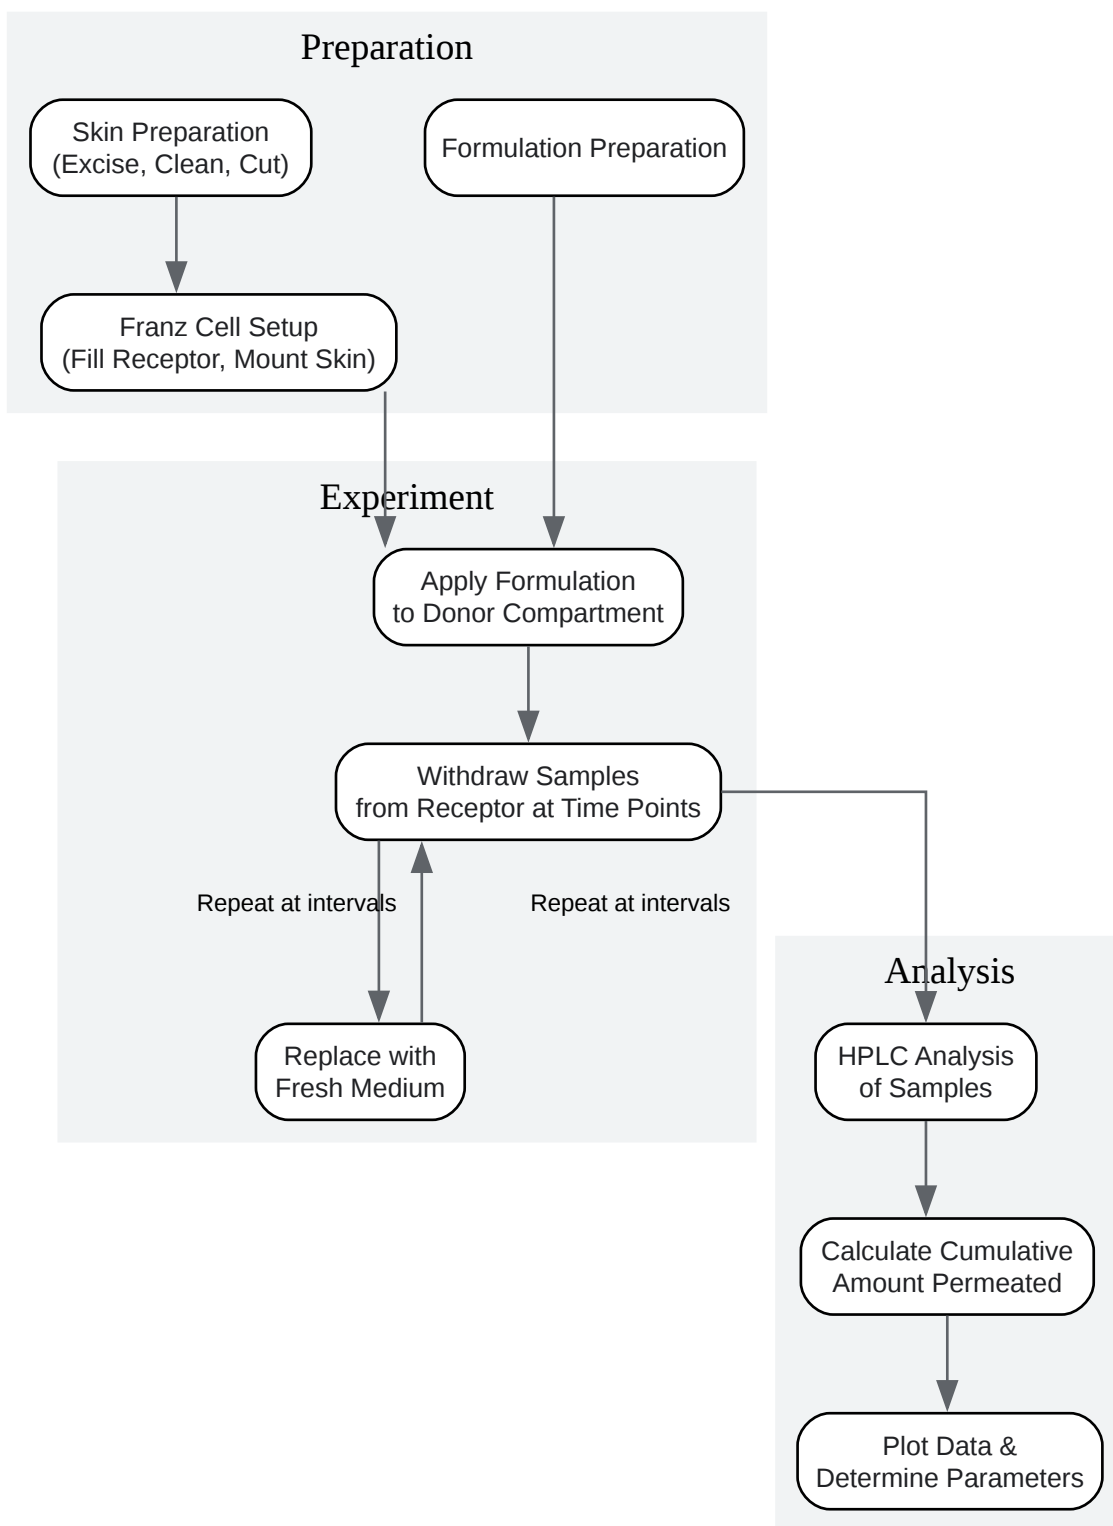 Preparation
Skin Preparation
(Excise, Clean, Cut)
Formulation Preparation
Franz Cell Setup
(Fill Receptor, Mount Skin)
Experiment
Apply Formulation
to Donor Compartment
Withdraw Samples
from Receptor at Time Points
Repeat at intervals
Repeat at intervals
Replace with
Fresh Medium
Analysis
HPLC Analysis
of Samples
Calculate Cumulative
Amount Permeated
Plot Data &
Determine Parameters